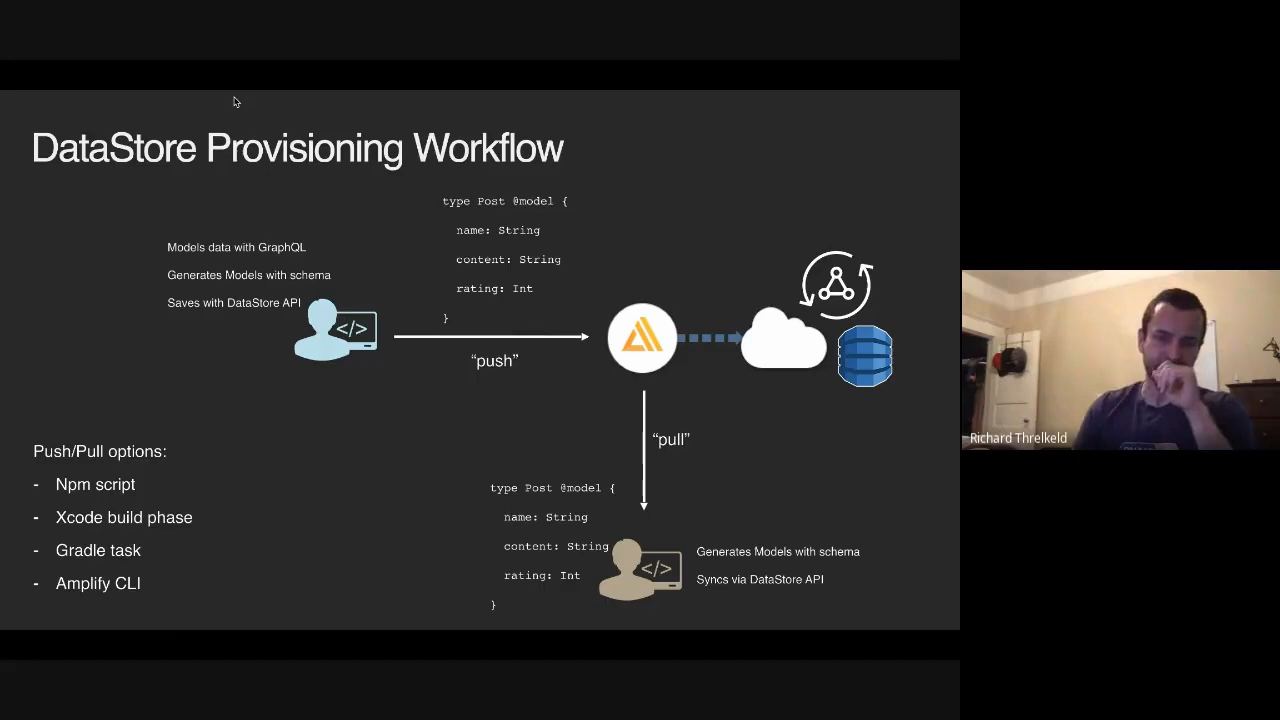 DataStore Provisioning Workflow
type Post @model {
name: String
content: String
rating: Int
}
Models data with GraphQL
Generates Models with schema
Saves with DataStore API
</>
“push”
“pull”
Push/Pull options:
- Npm script
- Xcode build phase
- Gradle task
- Amplify CLI
type Post @model {
name: String
content: String
rating: Int
}
</>
Generates Models with schema
Syncs via DataStore API
Richard Threlkeld